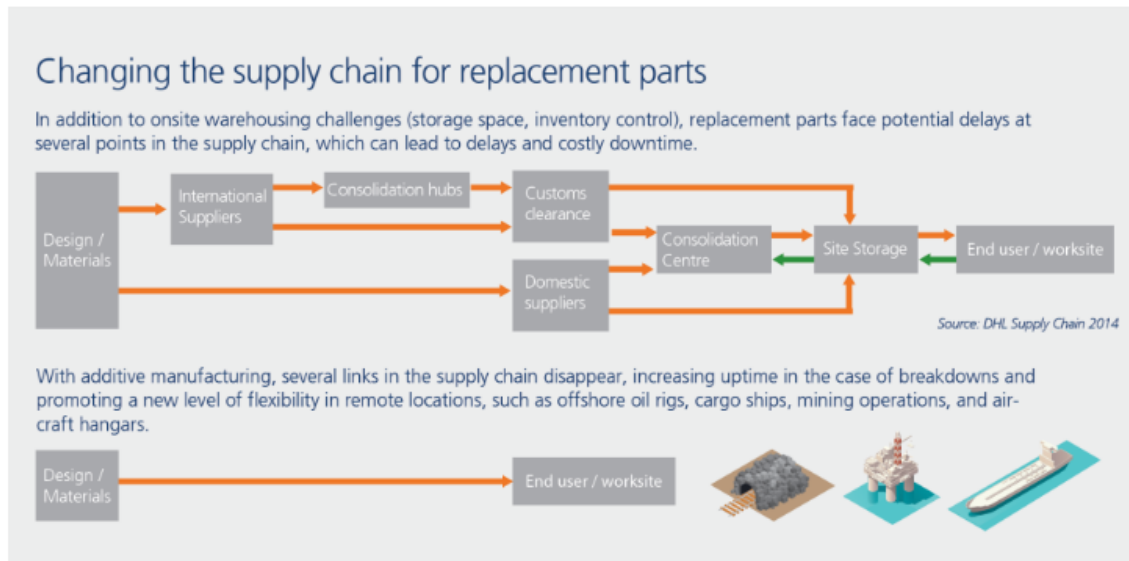 Changing the supply chain for replacement parts
In addition to onsite warehousing challenges (storage space, inventory control), replacement parts face potential delays at
several points in the supply chain, which can lead to delays and costly downtime.
Design /
Materials
International
Suppliers
Consolidation hubs
Customs
clearance
Domestic
suppliers
Consolidation
Centre
Site Storage
End user / worksite
Source: DHL Supply Chain 2014
With additive manufacturing, several links in the supply chain disappear, increasing uptime in the case of breakdowns and
promoting a new level of flexibility in remote locations, such as offshore oil rigs, cargo ships, mining operations, and air-
craft hangars.
Design /
Materials
End user / worksite